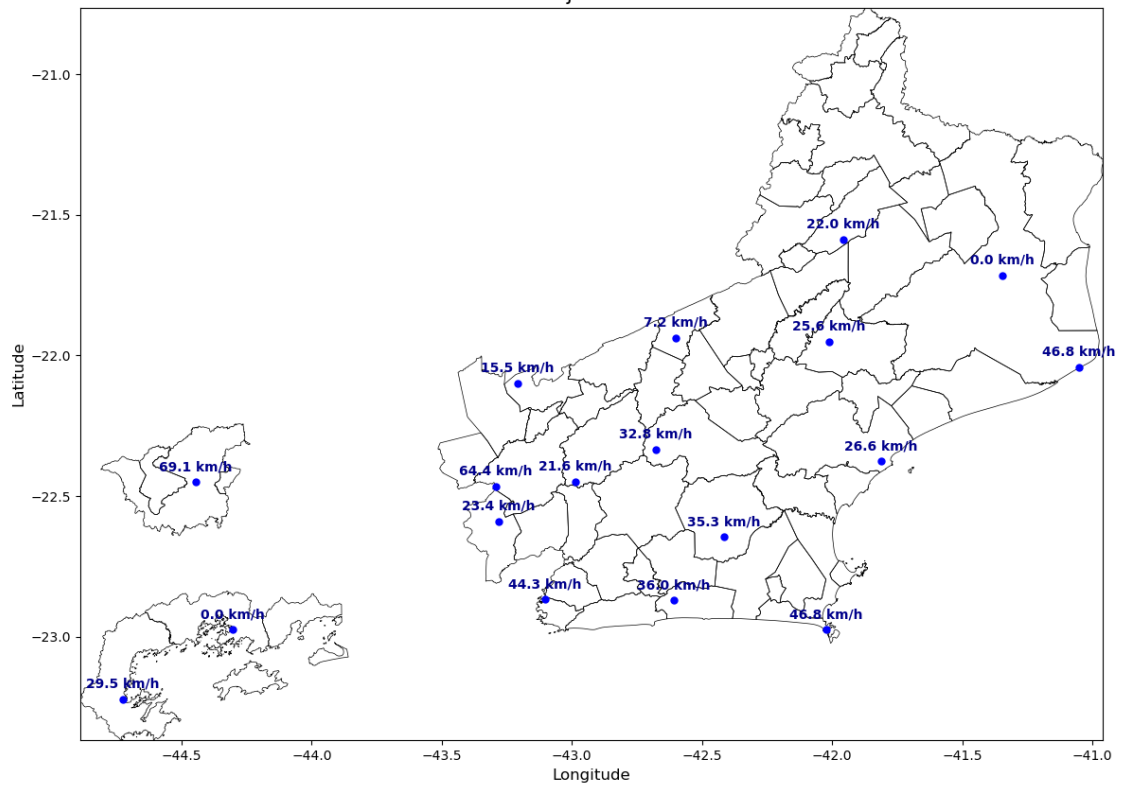 −21.0
−21.5
−22.0
−22.5
−23.0
Latitude
22.0 km/h
0.0 km/h
7.2 km/h
25.6 km/h
46.8 km/h
15.5 km/h
32.8 km/h
26.6 km/h
69.1 km/h
64.4 km/h
21.6 km/h
23.4 km/h
35.3 km/h
44.3 km/h
36.0 km/h
0.0 km/h
46.8 km/h
29.5 km/h
−44.5
−44.0
−43.5
−43.0
−42.5
−42.0
−41.5
−41.0
Longitude